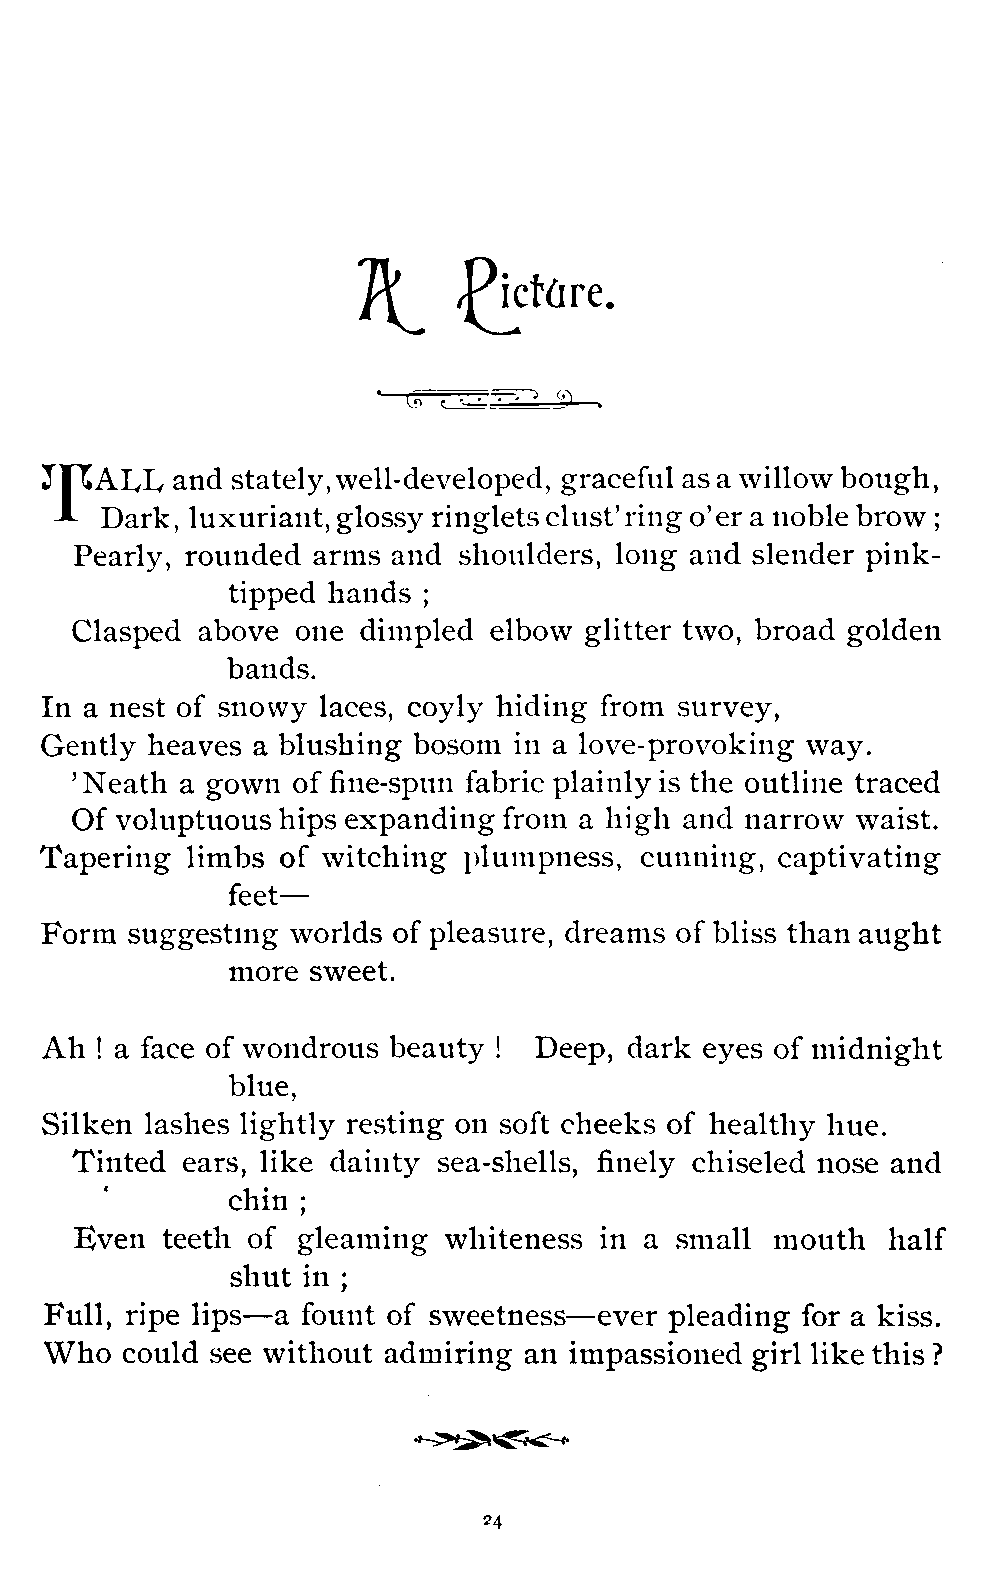 A Picture.
TALL and stately, well-developed, graceful as a willow bough,
Dark, luxuriant, glossy ringlets clust'ring o'er a noble brow ;
Pearly, rounded arms and shoulders, long and slender pink-
tipped hands ;
Clasped above one dimpled elbow glitter two, broad golden
bands.
In a nest of snowy laces, coyly hiding from survey,
Gently heaves a blushing bosom in a love-provoking way.
'Neath a gown of fine-spun fabric plainly is the outline traced
Of voluptuous hips expanding from a high and narrow waist.
Tapering limbs of witching plumpness, cunning, captivating
feet—
Form suggesting worlds of pleasure, dreams of bliss than aught
more sweet.
Ah ! a face of wondrous beauty ! Deep, dark eyes of midnight
blue,
Silken lashes lightly resting on soft cheeks of healthy hue.
Tinted ears, like dainty sea-shells, finely chiseled nose and
chin ;
Even teeth of gleaming whiteness in a small mouth half
shut in ;
Full, ripe lips—a fount of sweetness—ever pleading for a kiss.
Who could see without admiring an impassioned girl like this ?
24